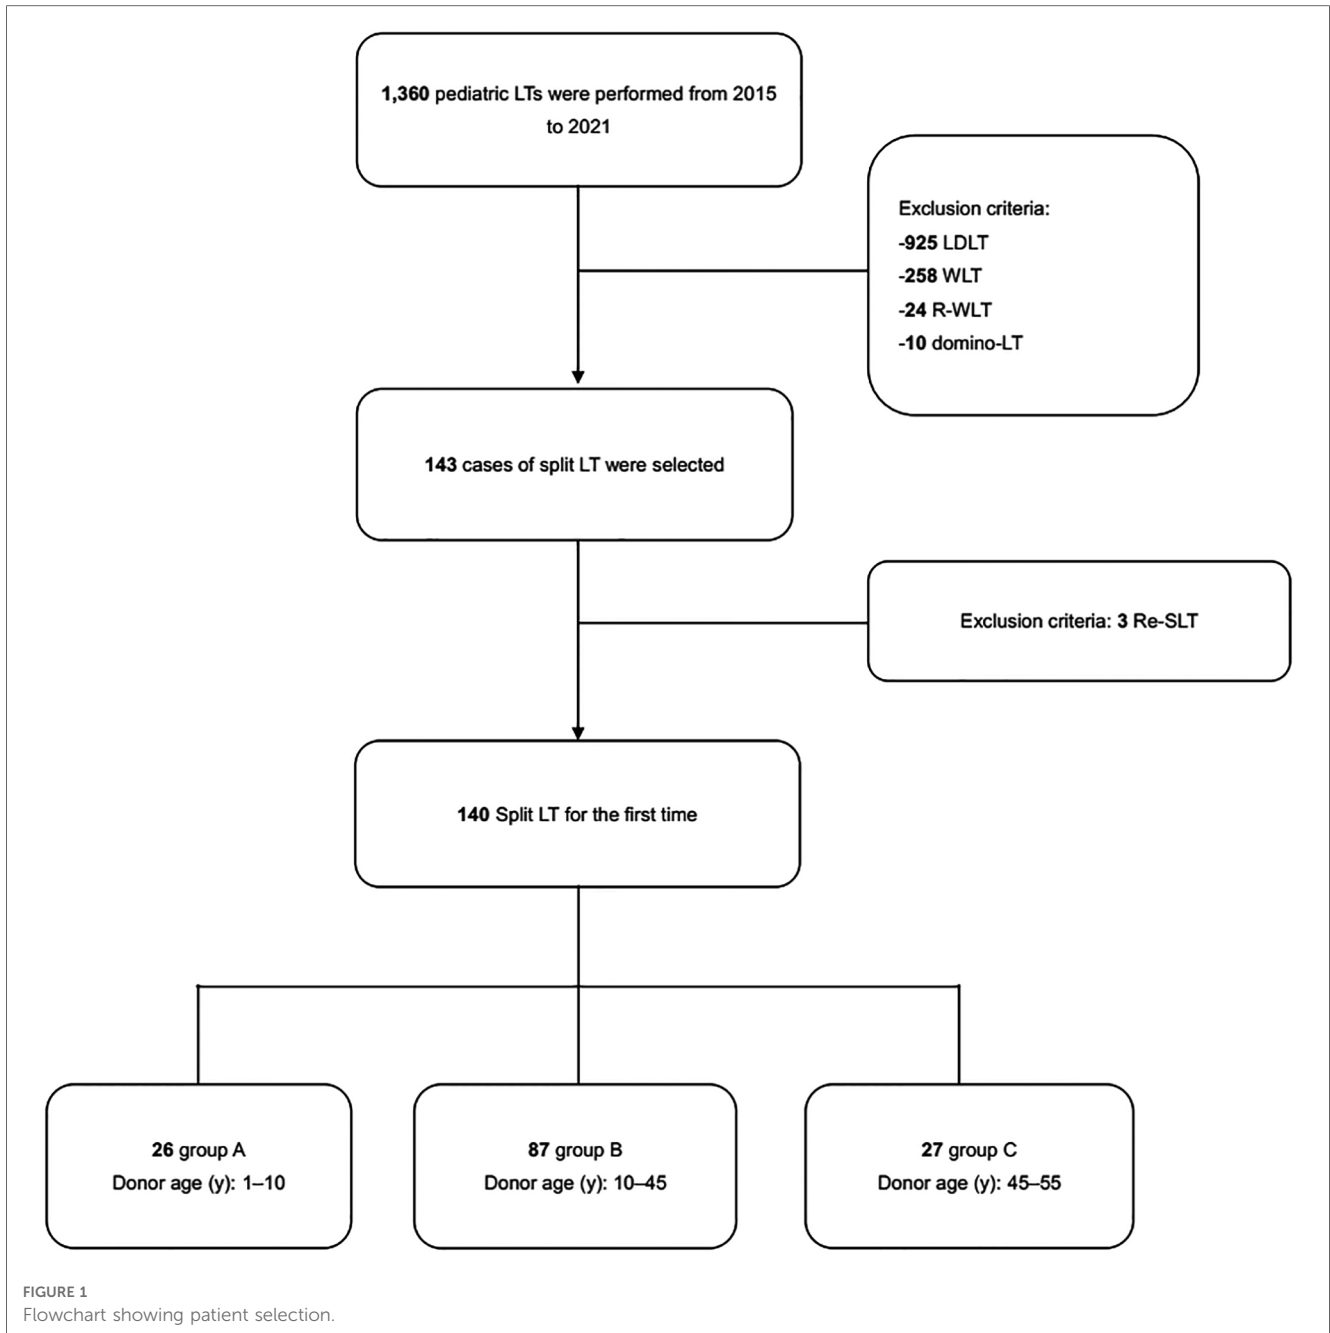 1,360 pediatric LTs were performed from 2015
to 2021
Exclusion criteria:
-925 LDLT
-258 WLT
-24 R-WLT
-10 domino-LT
143 cases of split LT were selected
Exclusion criteria: 3 Re-SLT
140 Split LT for the first time
26 group A
Donor age (y): 1–10
87 group B
Donor age (y): 10–45
27 group C
Donor age (y): 45–55
FIGURE 1
Flowchart showing patient selection.